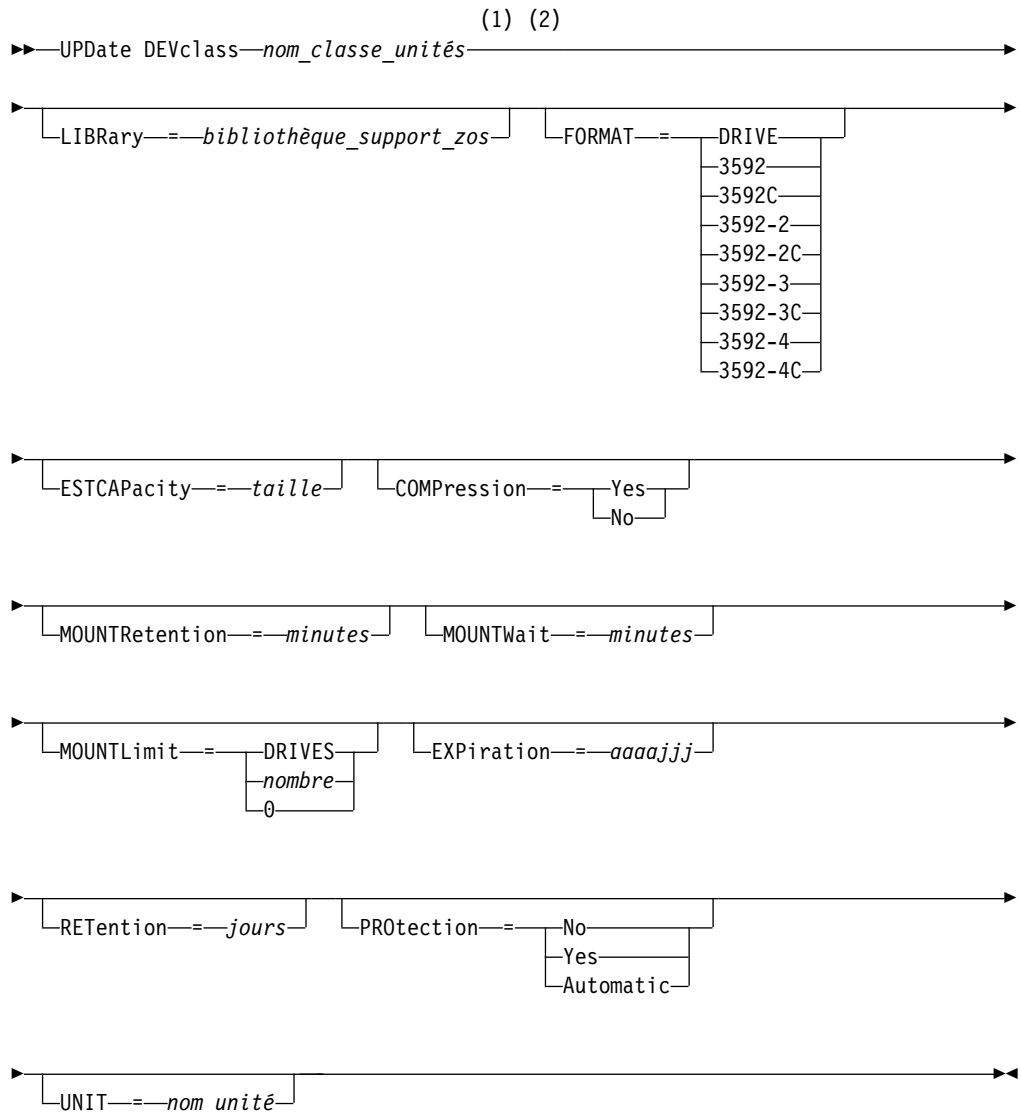 (1) (2)
UPDate DEVclass nom_classe_unités
LIBRary = bibliothèque_support_zos FORMAT = DRIVE
3592
3592C
3592-2
3592-2C
3592-3
3592-3C
3592-4
3592-4C
ESTCAPacity = taille COMPression = Yes
No
MOUNTRetention = minutes MOUNTWait = minutes
MOUNTLimit = DRIVES EXPiration = aaaajjj
nombre
0
RETention = jours PROtection = No
Yes
Automatic
UNIT = nom unité